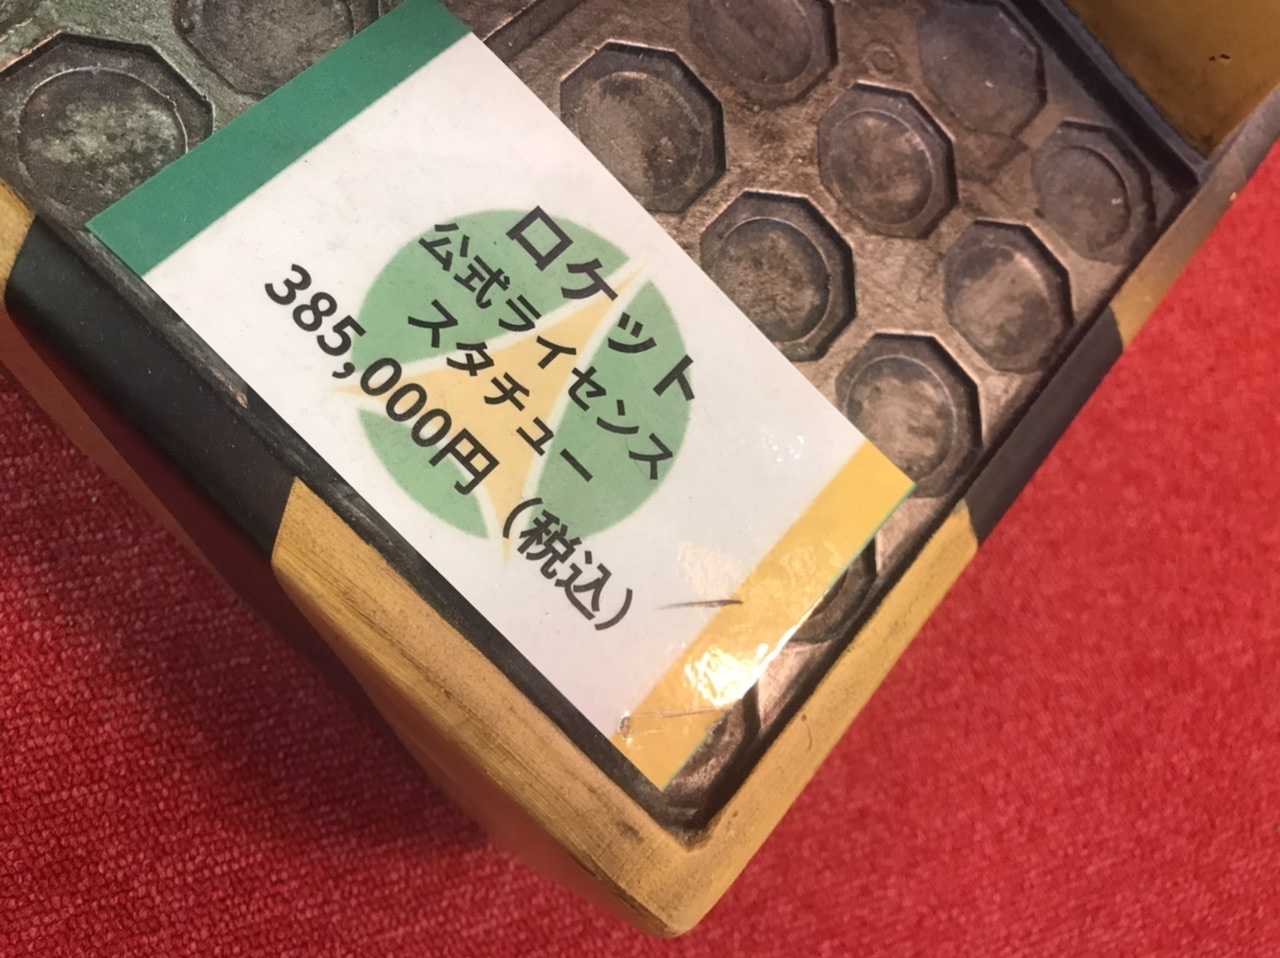 ロケット
公式ライセンス
スタチュー
385,000円（税込）